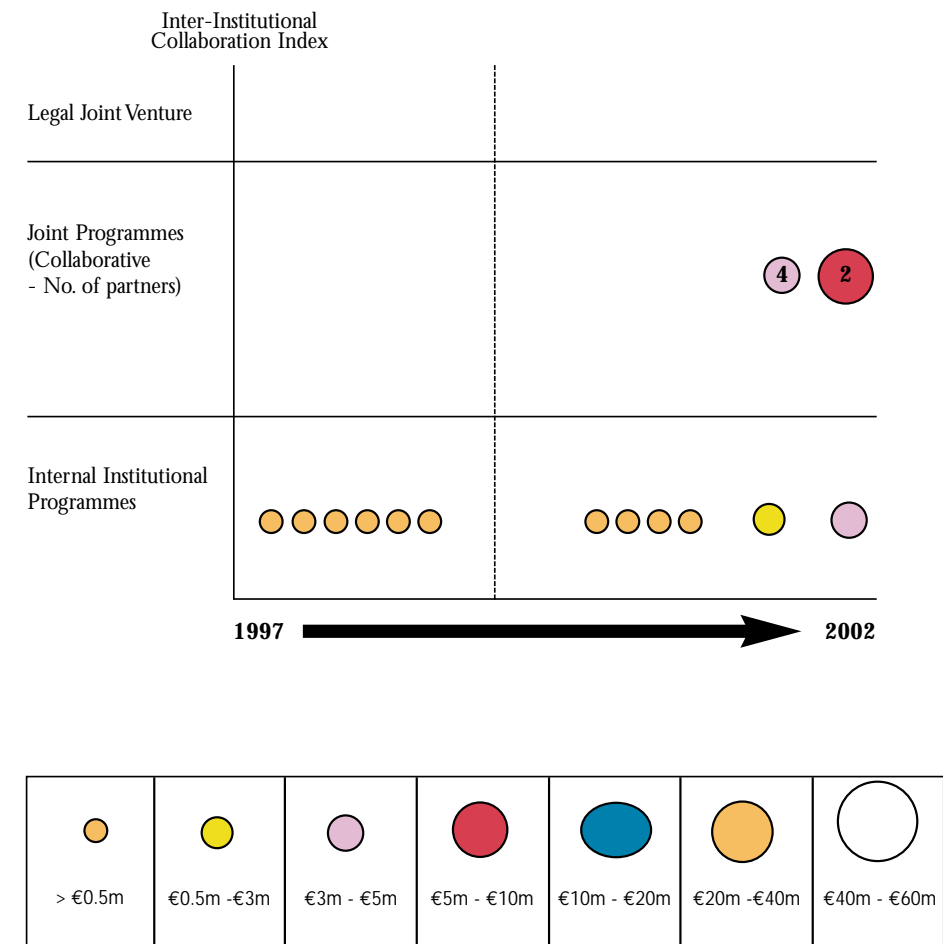 Inter-Institutional
Collaboration Index
Legal Joint Venture
Joint Programmes
(Collaborative
- No. of partners)
4
2
Internal Institutional
Programmes
1997
2002
> €0.5m
€0.5m -€3m
€3m - €5m
€5m - €10m
€10m - €20m
€20m -€40m
€40m - €60m